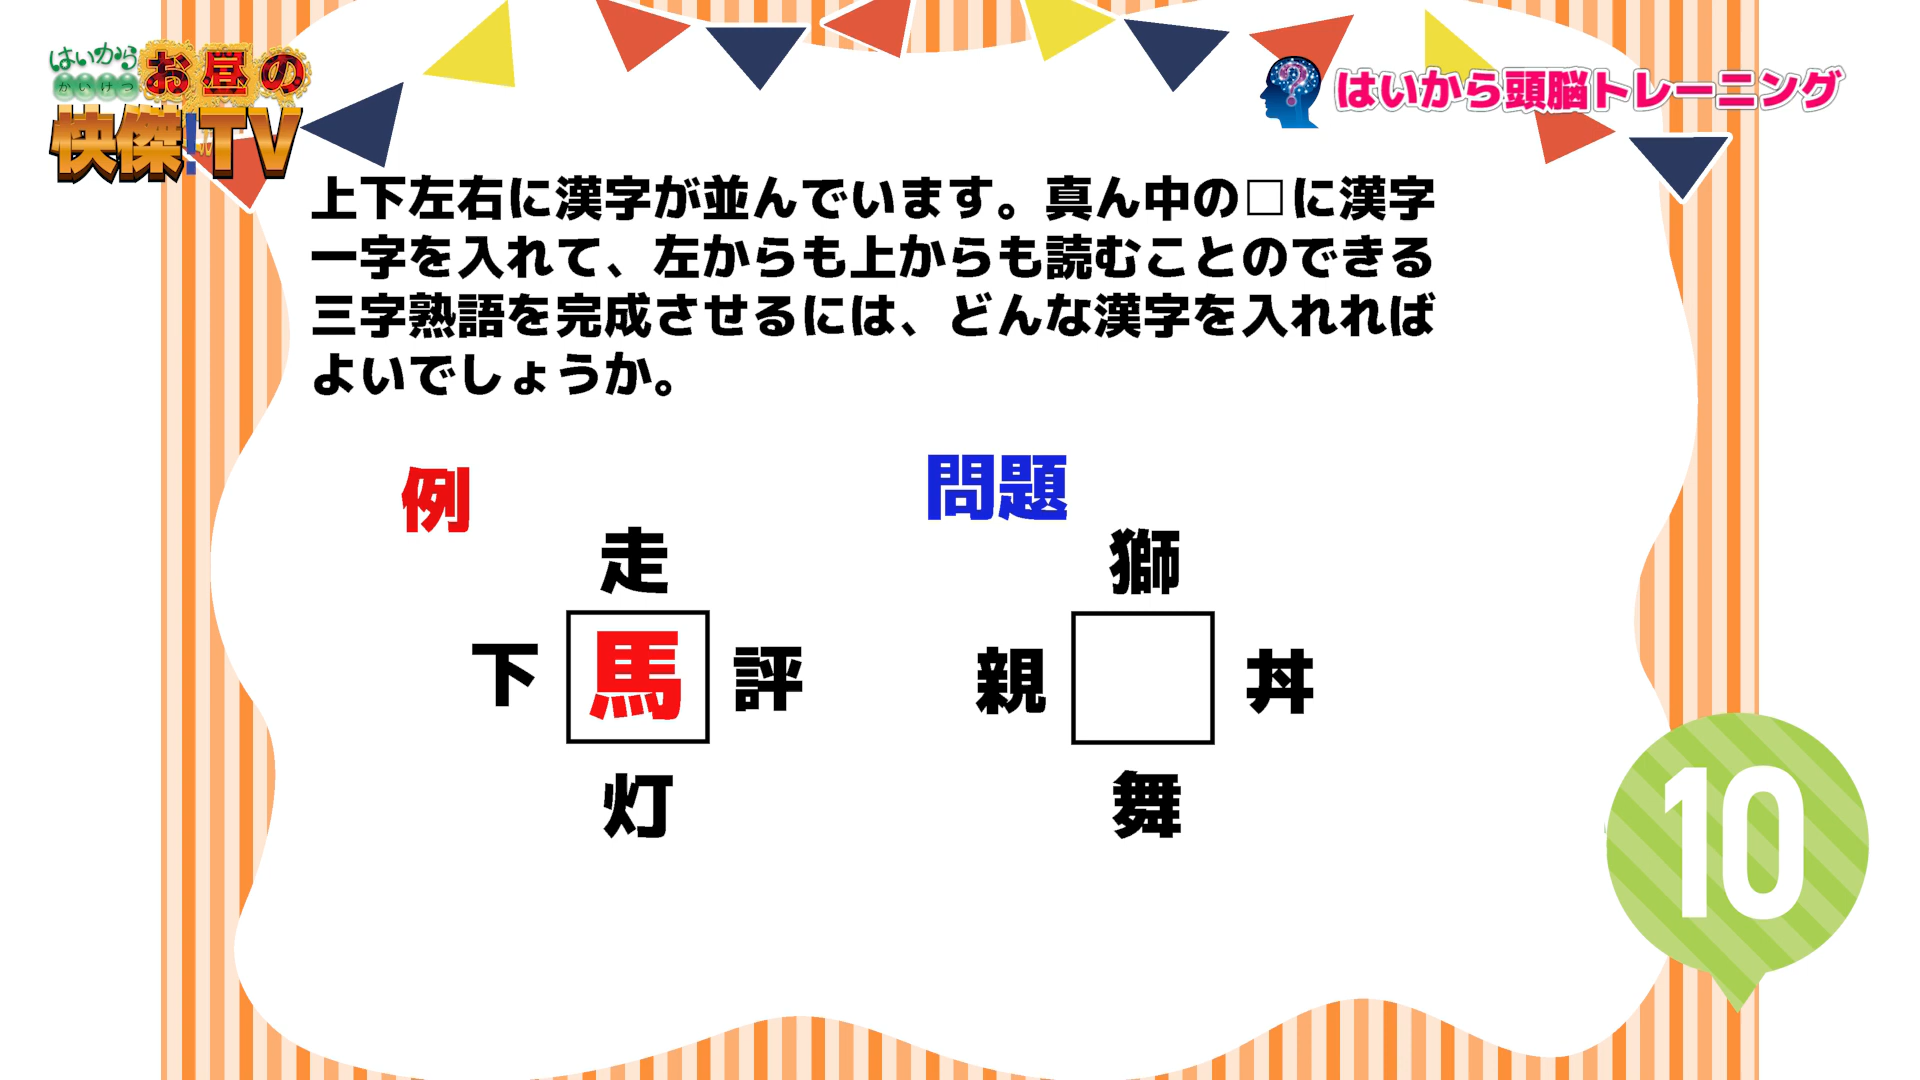 はいから
かいけつ
お昼の
快傑!TV
はいから頭脳トレーニング
上下左右に漢字が並んでいます。真ん中の□に漢字
一字を入れて、左からも上からも読むことのできる
三字熟語を完成させるには、どんな漢字を入れれば
よいでしょうか。
例
走
下 馬 評
灯
問題
獅
親 丼
舞
10